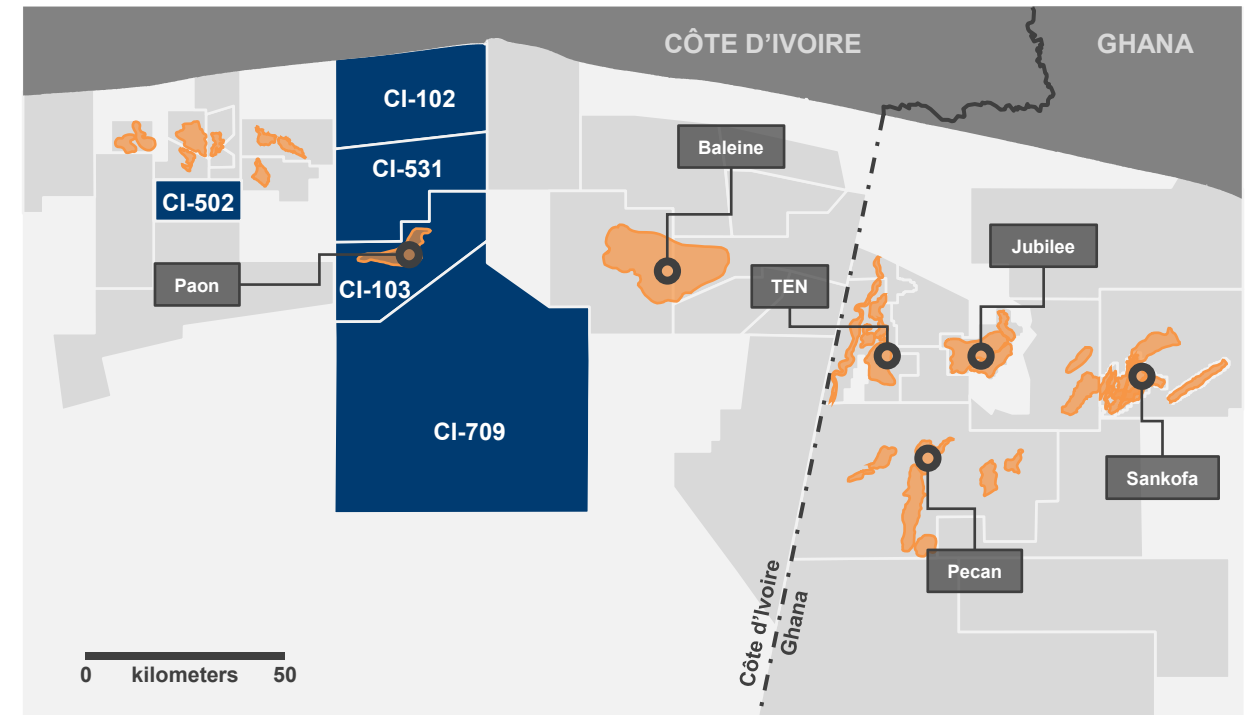 CÔTE D'IVOIRE
GHANA
CI-102
Baleine
CI-531
CI-502
Jubilee
Paon
CI-103
TEN
CI-709
Sankofa
Pecan
Côte d'Ivoire
Ghana
0 kilometers 50